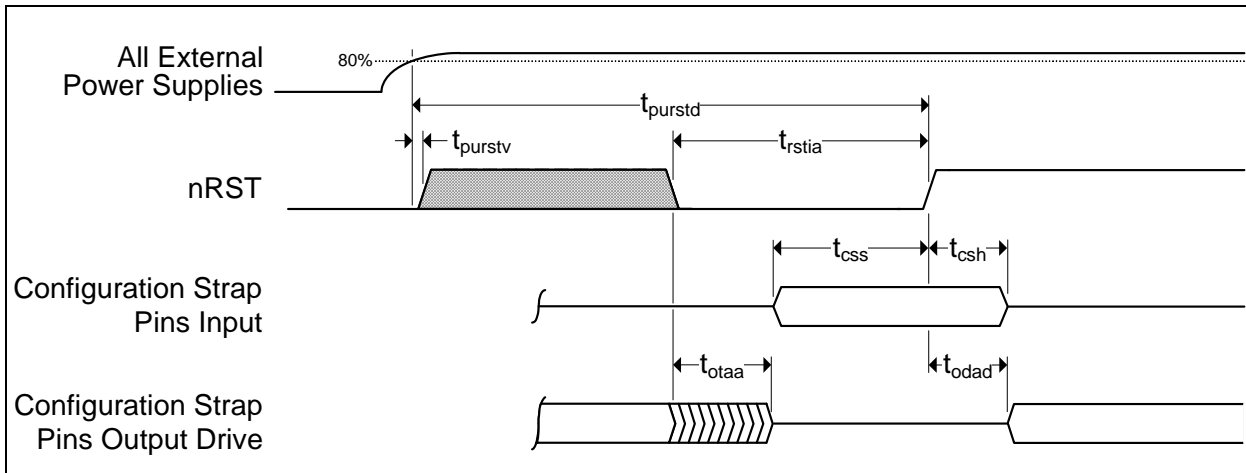 All External
Power Supplies
80%
tpurstd
tpurstv
trstia
nRST
tcss
tcsh
Configuration Strap
Pins Input
totaa
todad
Configuration Strap
Pins Output Drive